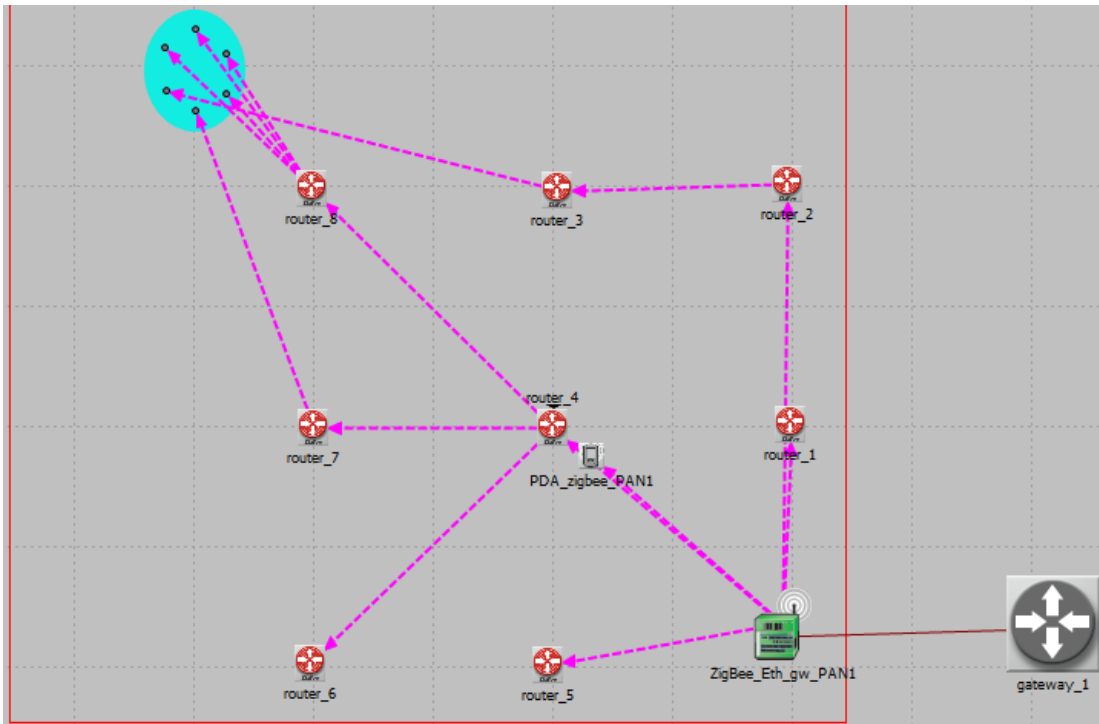 router_8
router_3
router_2
router_4
router_7
PDA_zigbee_PAN1
router_1
router_6
router_5
ZigBee_Eth_gw_PAN1
gateway_1